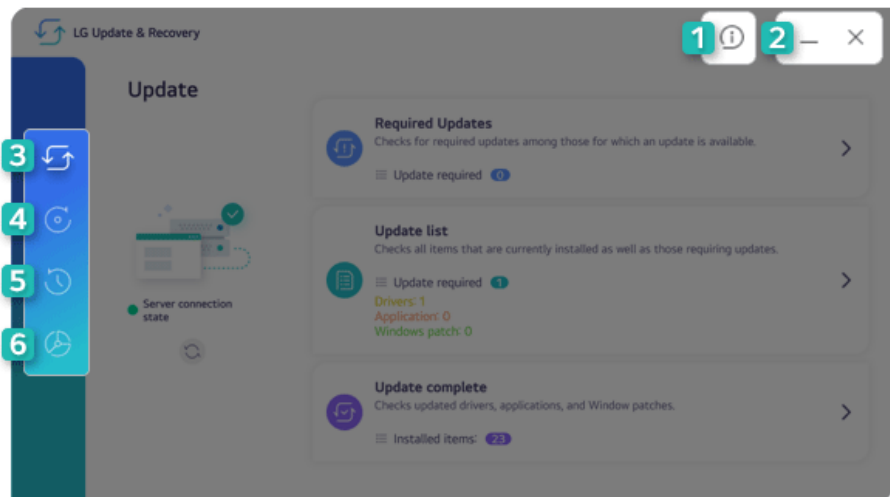 LG Update & Recovery
1
2
Update
3
4
5
6
Server connection
state
Required Updates
Checks for required updates among those for which an update is available.
Update required 0
Update list
Checks all items that are currently installed as well as those requiring updates.
Update required 1
Drivers: 1
Application: 0
Windows patch: 0
Update complete
Checks updated drivers, applications, and Window patches.
Installed items: 23